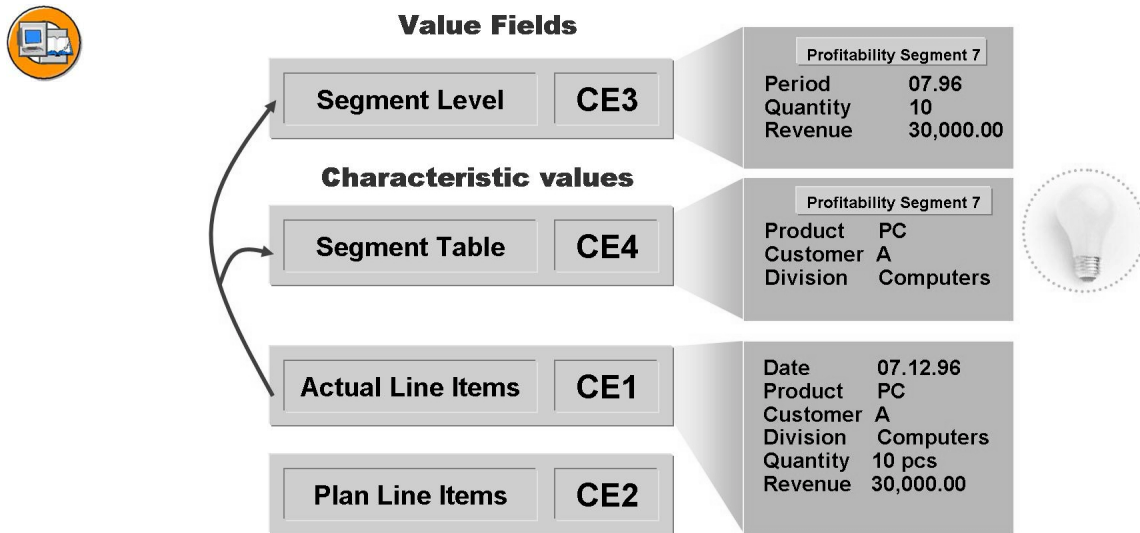 Value Fields
Segment Level CE3
Profitability Segment 7
Period 07.96
Quantity 10
Revenue 30,000.00
Characteristic values
Segment Table CE4
Profitability Segment 7
Product PC
Customer A
Division Computers
Actual Line Items CE1
Date 07.12.96
Product PC
Customer A
Division Computers
Quantity 10 pcs
Revenue 30,000.00
Plan Line Items CE2